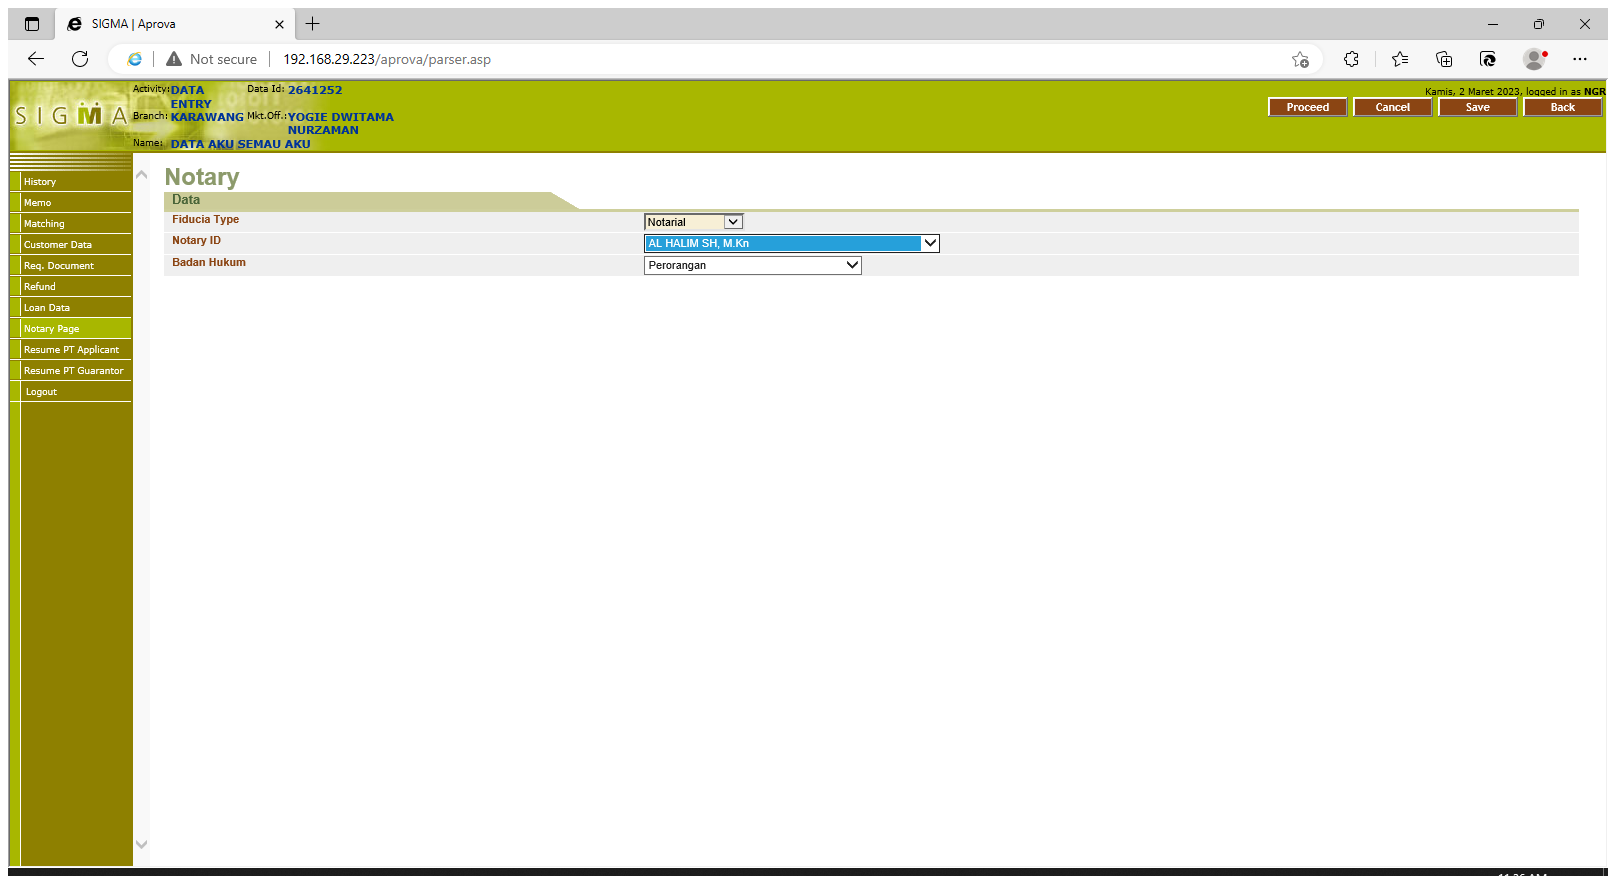 SIGMA | Aprova
Not secure
192.168.29.223/aprova/parser.asp
SIGMA
Activity: DATA ENTRY
Data Id: 2641252
Branch: KARAWANG
Mkt.Off.: YOGIE DWITAMA NURZAMAN
Name: DATA AKU SEMAU AKU
Kamis, 2 Maret 2023, logged in as NGR
Proceed
Cancel
Save
Back
History
Memo
Matching
Customer Data
Req. Document
Refund
Loan Data
Notary Page
Resume PT Applicant
Resume PT Guarantor
Logout
Notary
Data
Fiducia Type
Notarial
Notary ID
AL HALIM SH, M.Kn
Badan Hukum
Perorangan